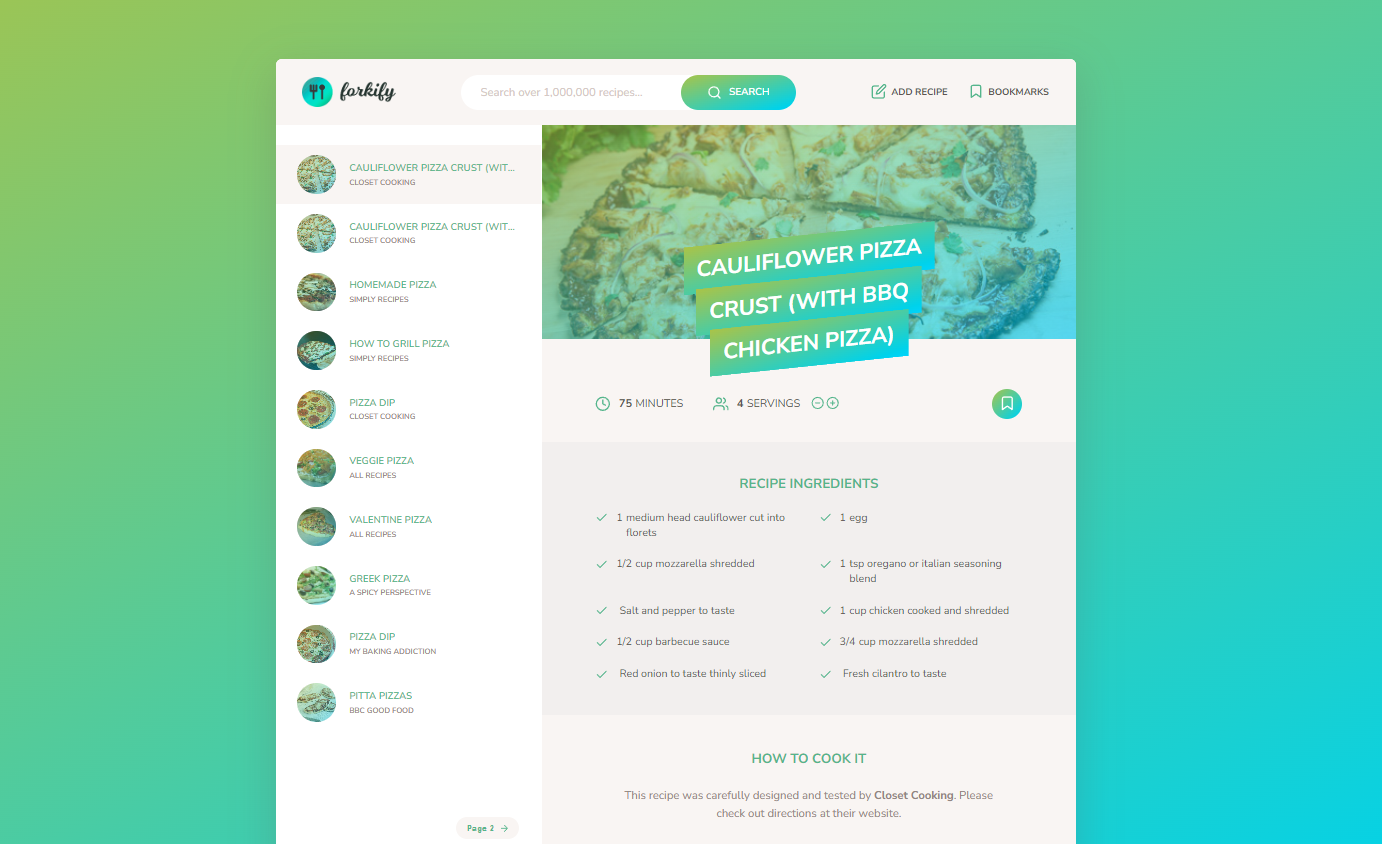 forkify
Search over 1,000,000 recipes...
SEARCH
ADD RECIPE
BOOKMARKS
CAULIFLOWER PIZZA CRUST (WIT...
CLOSET COOKING
CAULIFLOWER PIZZA CRUST (WIT...
CLOSET COOKING
HOMEMADE PIZZA
SIMPLY RECIPES
HOW TO GRILL PIZZA
SIMPLY RECIPES
PIZZA DIP
CLOSET COOKING
VEGGIE PIZZA
ALL RECIPES
VALENTINE PIZZA
ALL RECIPES
GREEK PIZZA
A SPICY PERSPECTIVE
PIZZA DIP
MY BAKING ADDICTION
PITTA PIZZAS
BBC GOOD FOOD
Page 2
CAULIFLOWER PIZZA
CRUST (WITH BBQ
CHICKEN PIZZA)
75 MINUTES
4 SERVINGS
RECIPE INGREDIENTS
1 medium head cauliflower cut into
florets
1 egg
1/2 cup mozzarella shredded
1 tsp oregano or italian seasoning
blend
Salt and pepper to taste
1 cup chicken cooked and shredded
1/2 cup barbecue sauce
3/4 cup mozzarella shredded
Red onion to taste thinly sliced
Fresh cilantro to taste
HOW TO COOK IT
This recipe was carefully designed and tested by Closet Cooking. Please
check out directions at their website.